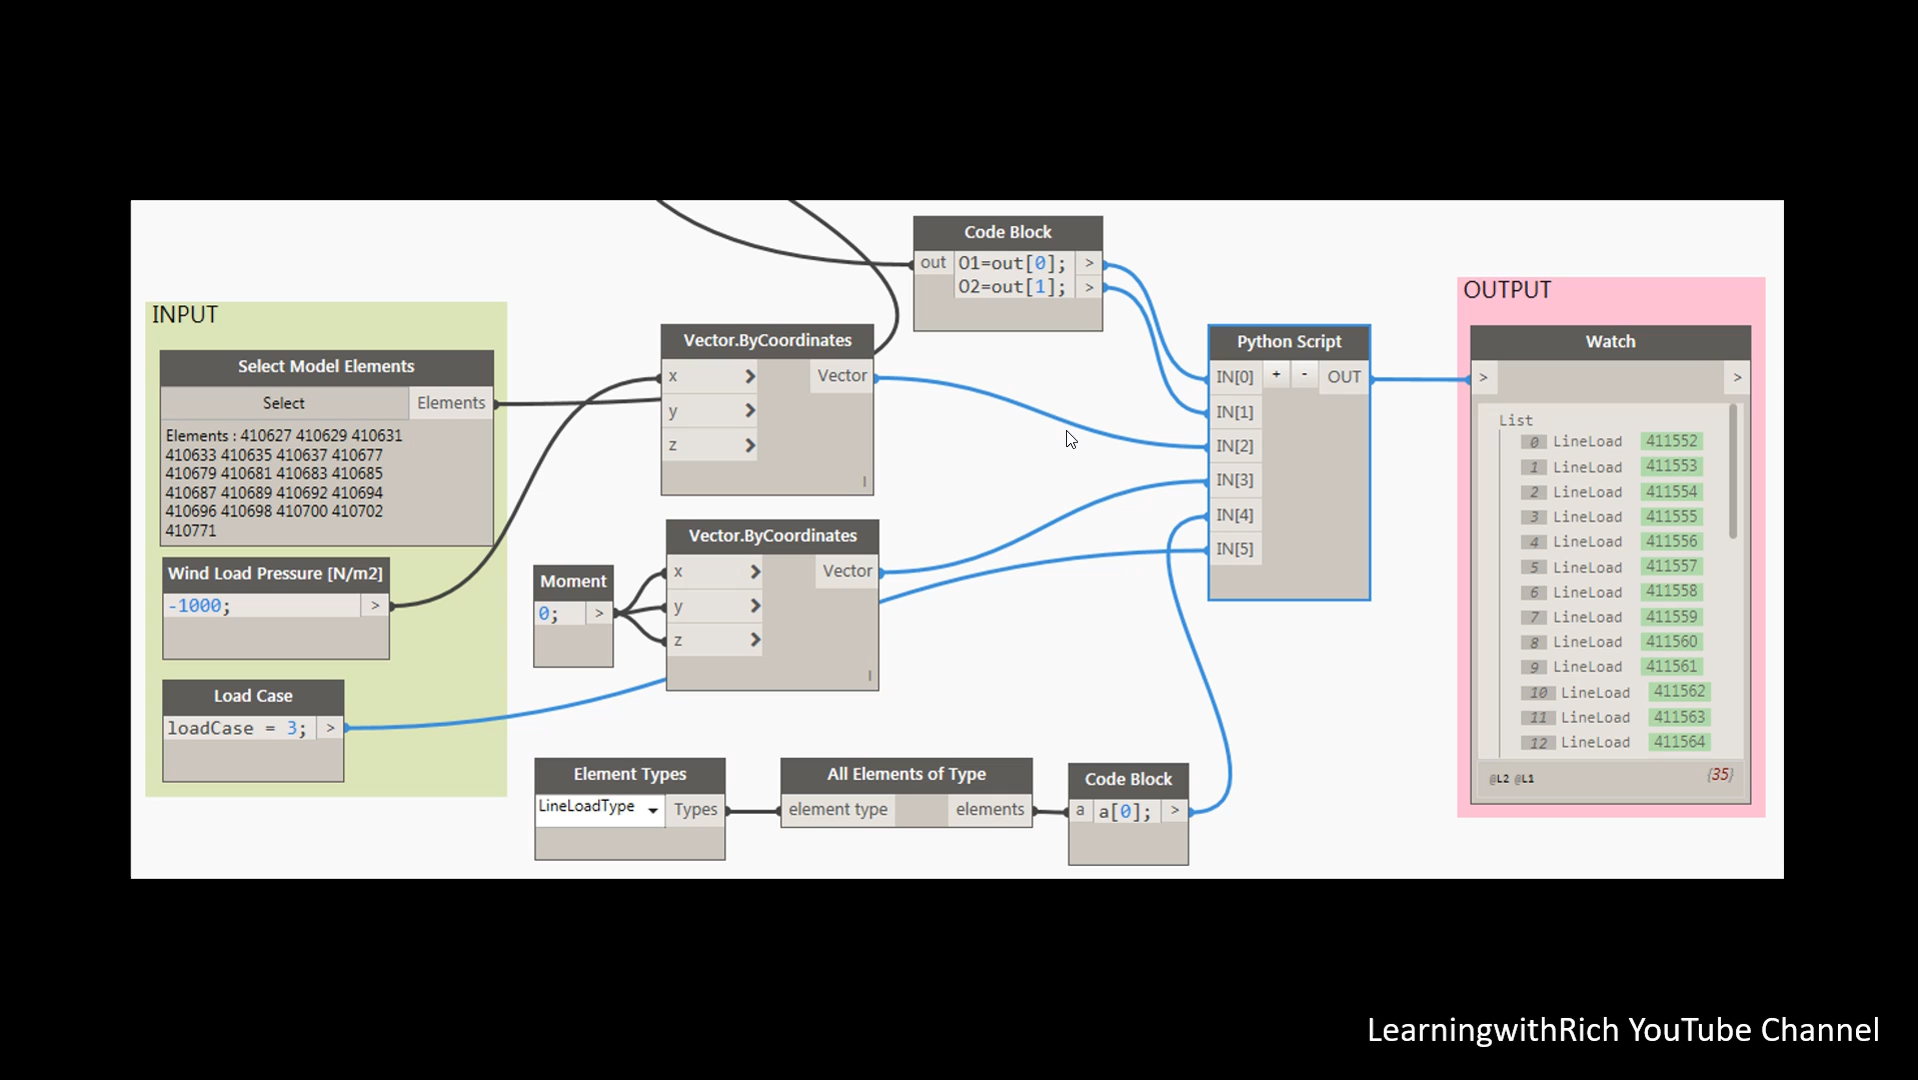 INPUT
Select Model Elements
Select
Elements
Elements : 410627 410629 410631
410633 410635 410637 410677
410679 410681 410683 410685
410687 410689 410692 410694
410696 410698 410700 410702
410771
Wind Load Pressure [N/m2]
-1000; >
Load Case
loadCase = 3; >
Moment
0; >
Vector.ByCoordinates
x
Vector
y
z
l
Vector.ByCoordinates
x
Vector
y
z
l
Element Types
LineLoadType
Types
All Elements of Type
element type
elements
Code Block
a a[0]; >
Code Block
out O1=out[0]; >
O2=out[1]; >
Python Script
IN[0] + - OUT
IN[1]
IN[2]
IN[3]
IN[4]
IN[5]
OUTPUT
Watch
> >
List
0 LineLoad 411552
1 LineLoad 411553
2 LineLoad 411554
3 LineLoad 411555
4 LineLoad 411556
5 LineLoad 411557
6 LineLoad 411558
7 LineLoad 411559
8 LineLoad 411560
9 LineLoad 411561
10 LineLoad 411562
11 LineLoad 411563
12 LineLoad 411564
@L2 @L1 {35}
LearningwithRich YouTube Channel